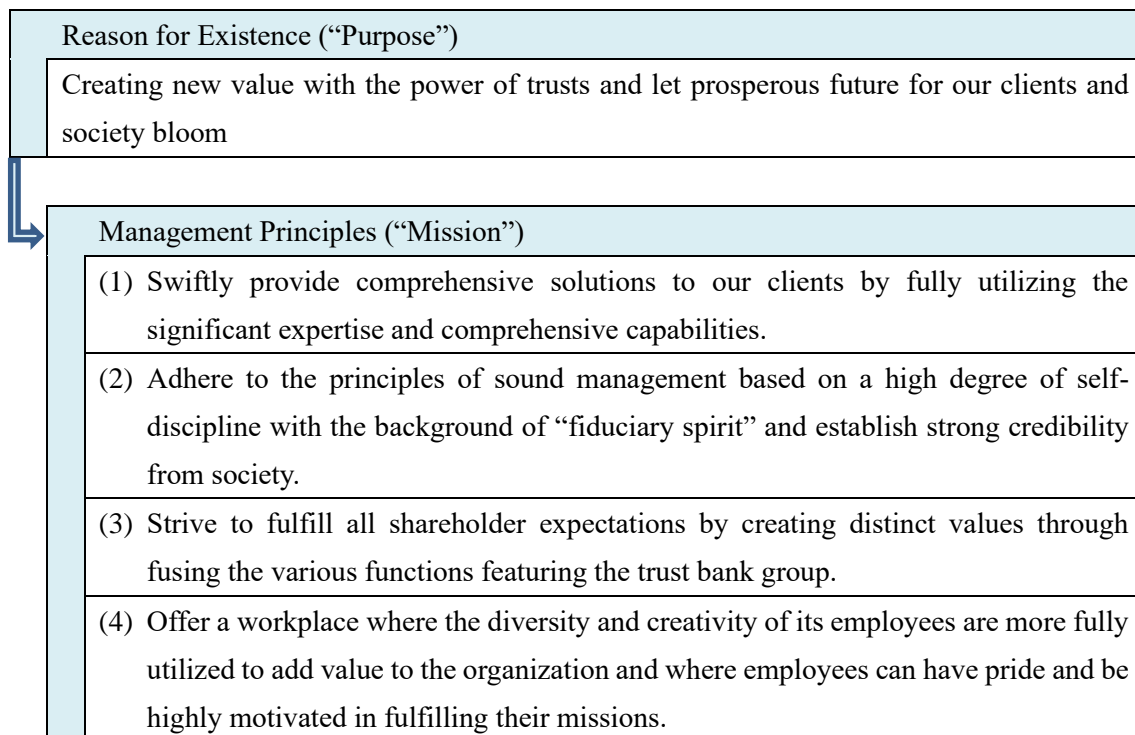 Reason for Existence (“Purpose”)
Creating new value with the power of trusts and let prosperous future for our clients and
society bloom
Management Principles (“Mission”)
(1) Swiftly provide comprehensive solutions to our clients by fully utilizing the
significant expertise and comprehensive capabilities.
(2) Adhere to the principles of sound management based on a high degree of self-
discipline with the background of “fiduciary spirit” and establish strong credibility
from society.
(3) Strive to fulfill all shareholder expectations by creating distinct values through
fusing the various functions featuring the trust bank group.
(4) Offer a workplace where the diversity and creativity of its employees are more fully
utilized to add value to the organization and where employees can have pride and be
highly motivated in fulfilling their missions.